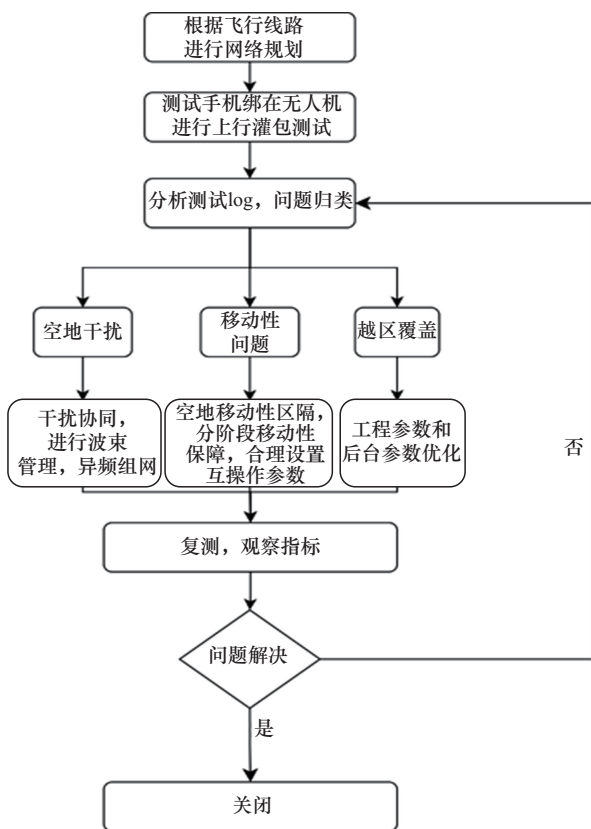 根据飞行线路
进行网络规划
测试手机绑在无人机
进行上行灌包测试
分析测试log，问题归类
空地干扰
移动性
问题
越区覆盖
干扰协同，
进行波束
管理，异频组网
空地移动性区隔，
分阶段移动性
保障，合理设置
互操作参数
工程参数和
后台参数优化
否
复测，观察指标
问题解决
是
关闭